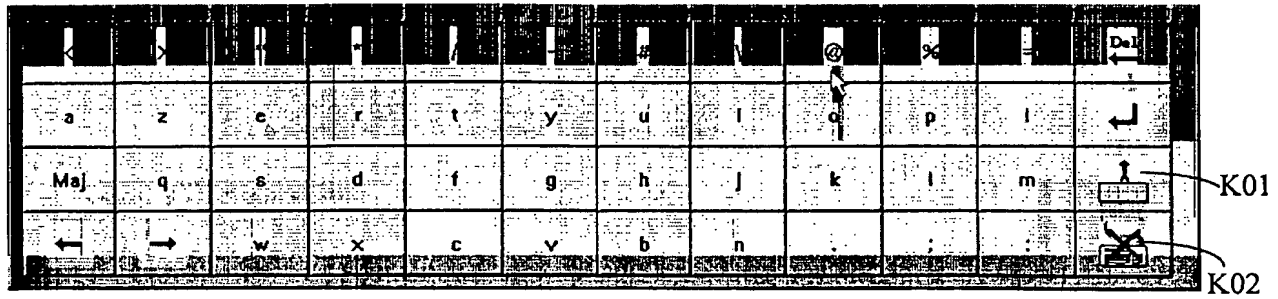 < > * / - # \ @ % = Del
a z e r t y u o p
K01
Maj q s d f g h j k l m
w x c v b n . ; :
K02